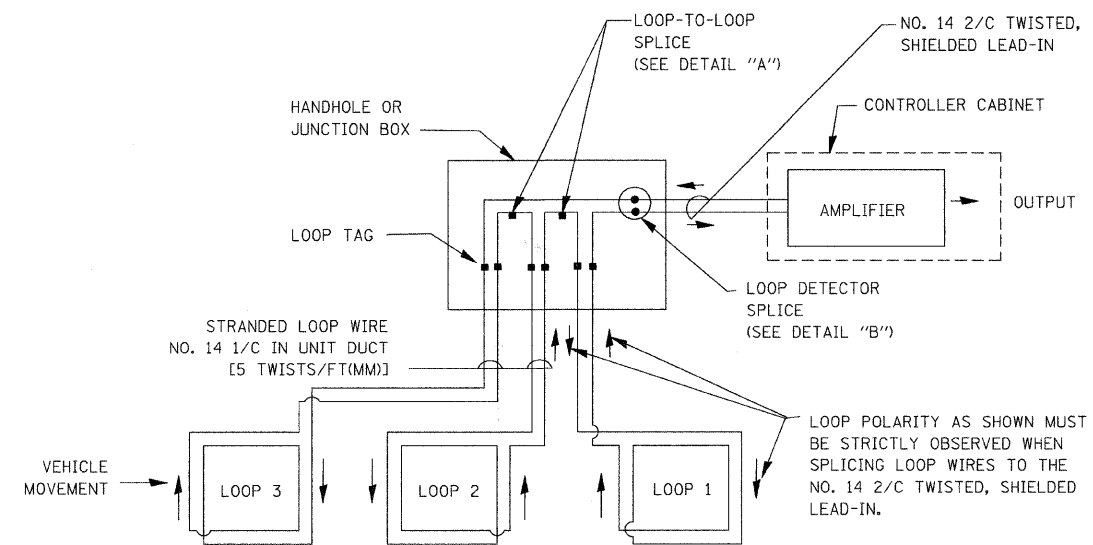 LOOP-TO-LOOP
SPLICE
(SEE DETAIL "A")
NO. 14 2/C TWISTED,
SHIELDED LEAD-IN
HANDHOLE OR
JUNCTION BOX
CONTROLLER CABINET
AMPLIFIER
OUTPUT
LOOP TAG
LOOP DETECTOR
SPLICE
(SEE DETAIL "B")
STRANDED LOOP WIRE
NO. 14 1/C IN UNIT DUCT
[5 TWISTS/FT(MM)]
LOOP POLARITY AS SHOWN MUST
BE STRICTLY OBSERVED WHEN
SPLICING LOOP WIRES TO THE
NO. 14 2/C TWISTED, SHIELDED
LEAD-IN.
VEHICLE
MOVEMENT
LOOP 3
LOOP 2
LOOP 1